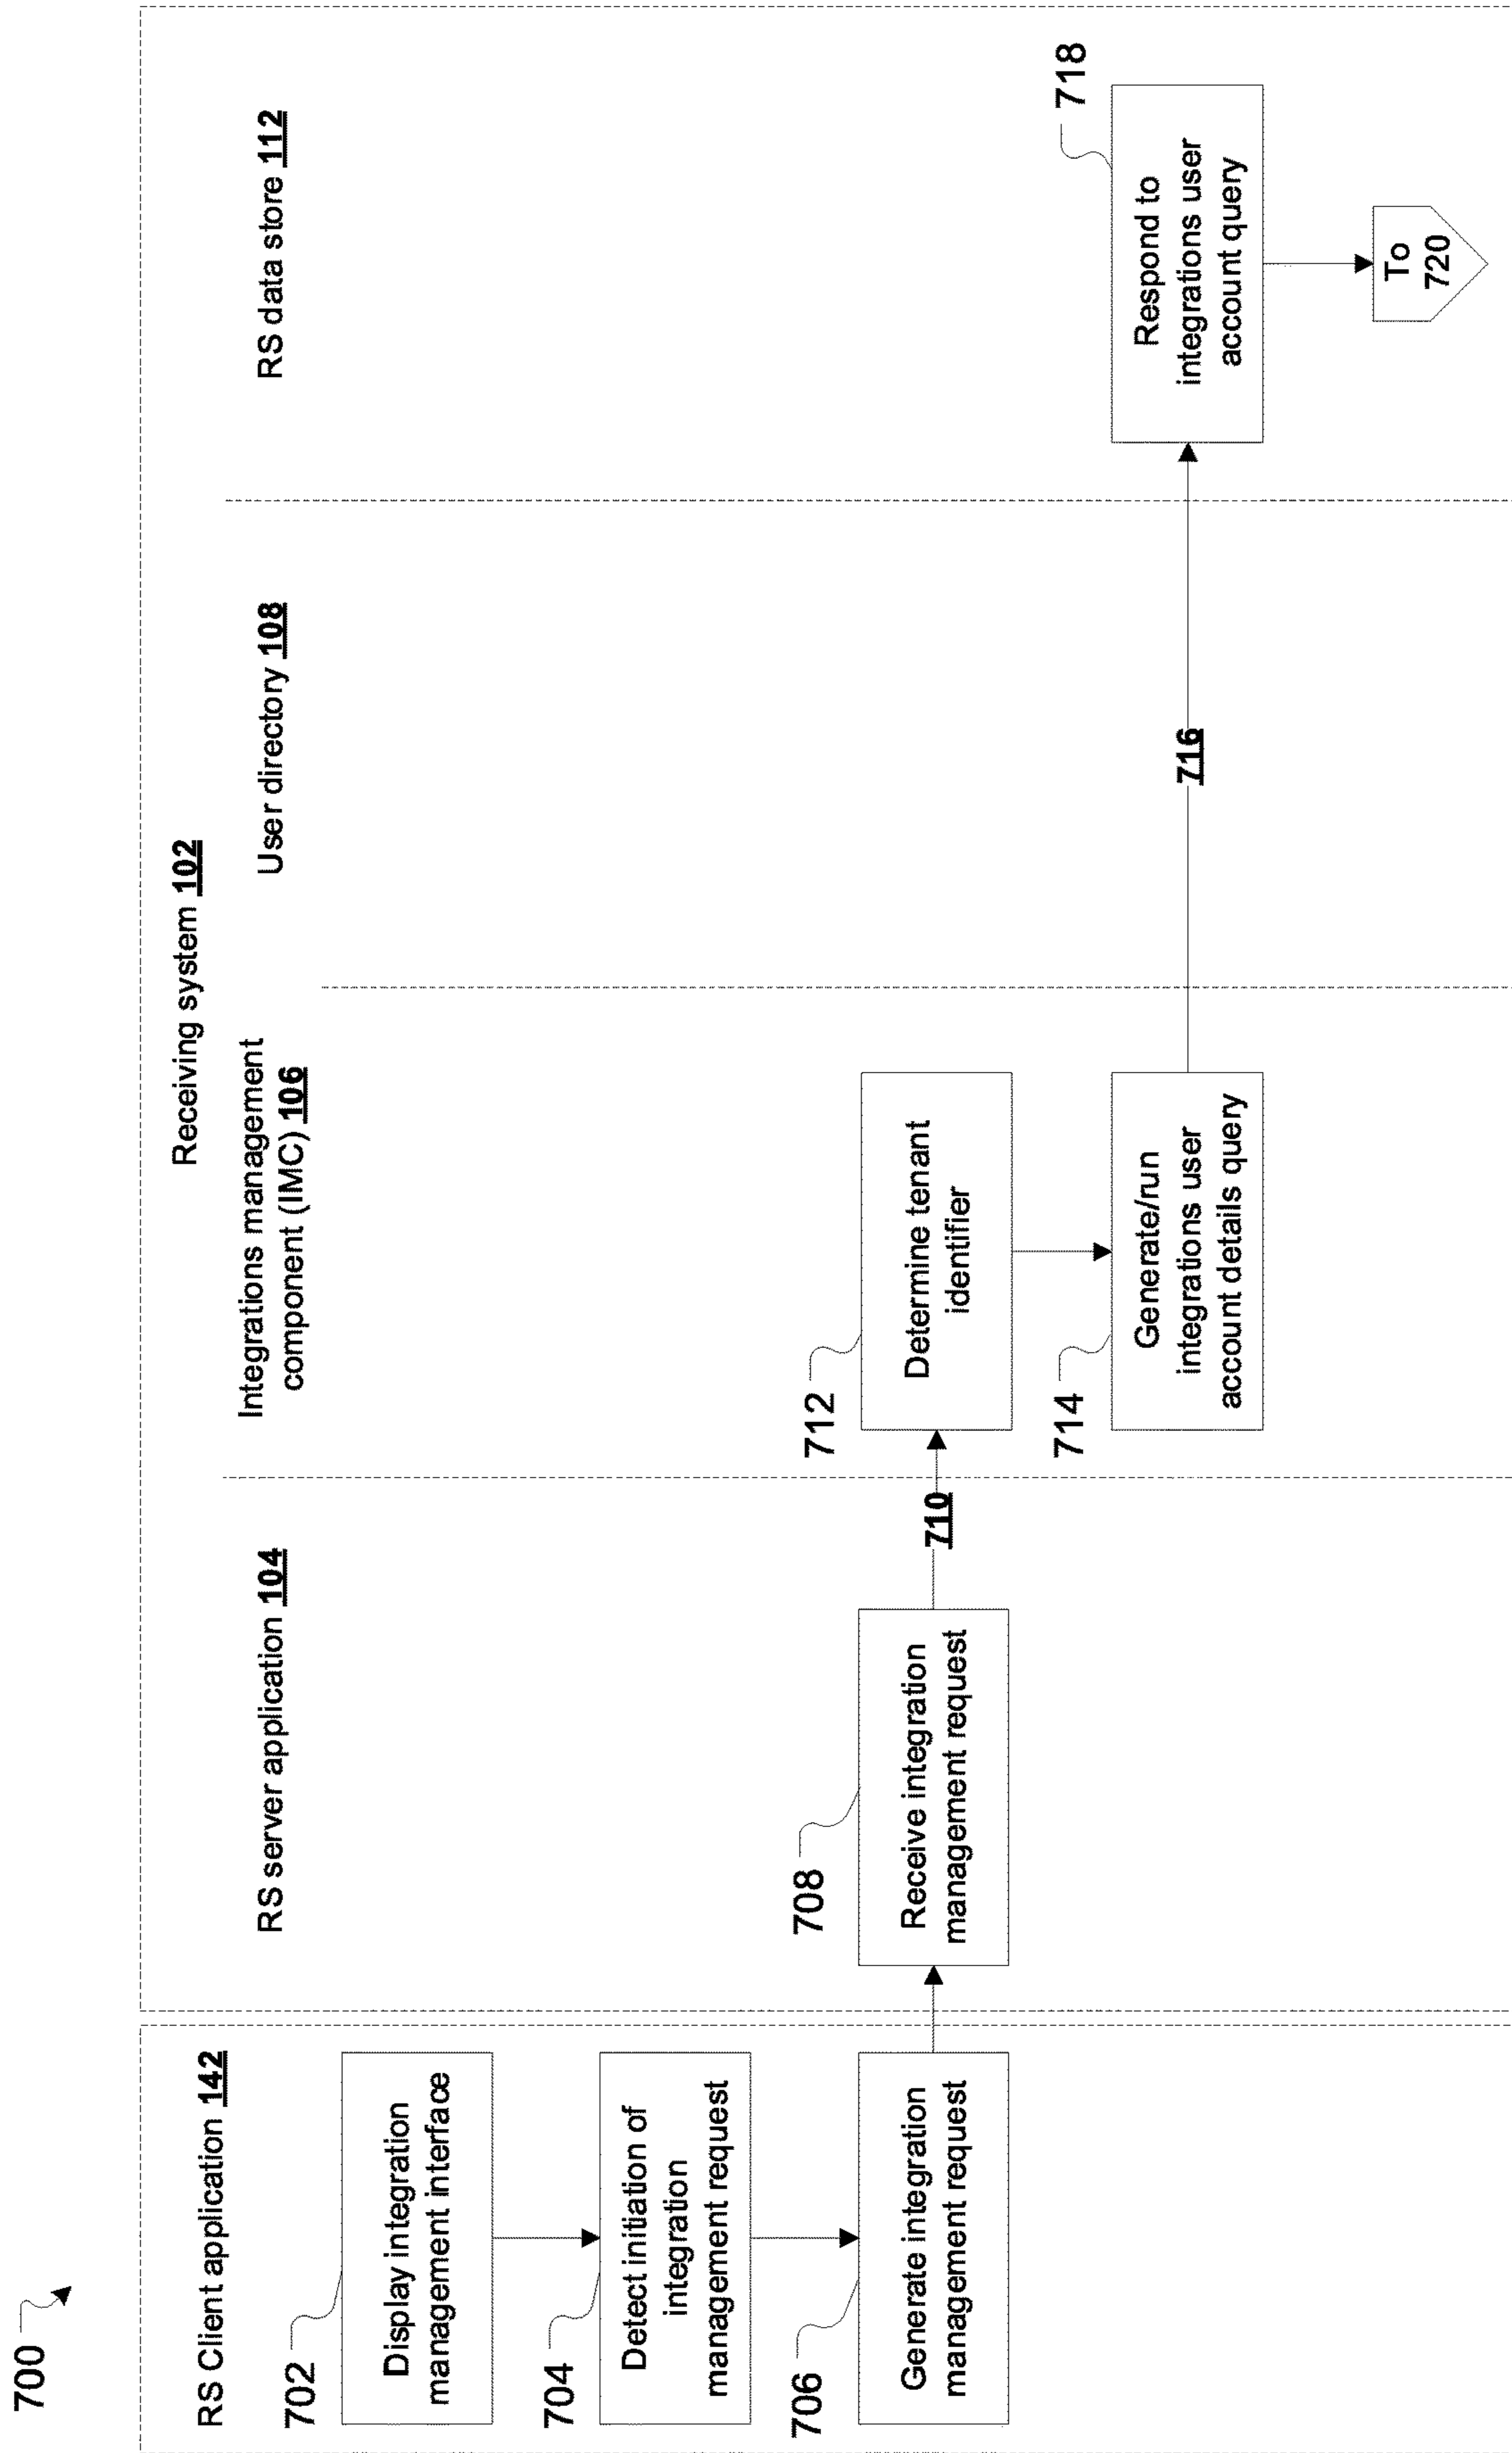 700
Receiving system 102
RS Client application 142
RS server application 104
Integrations management
component (IMC) 106
User directory 108
RS data store 112
702
Display integration
management interface
704
Detect initiation of
integration
management request
706
Generate integration
management request
708
Receive integration
management request
710
712
Determine tenant
identifier
714
Generate/run
integrations user
account details query
716
718
Respond to
integrations user
account query
To
720